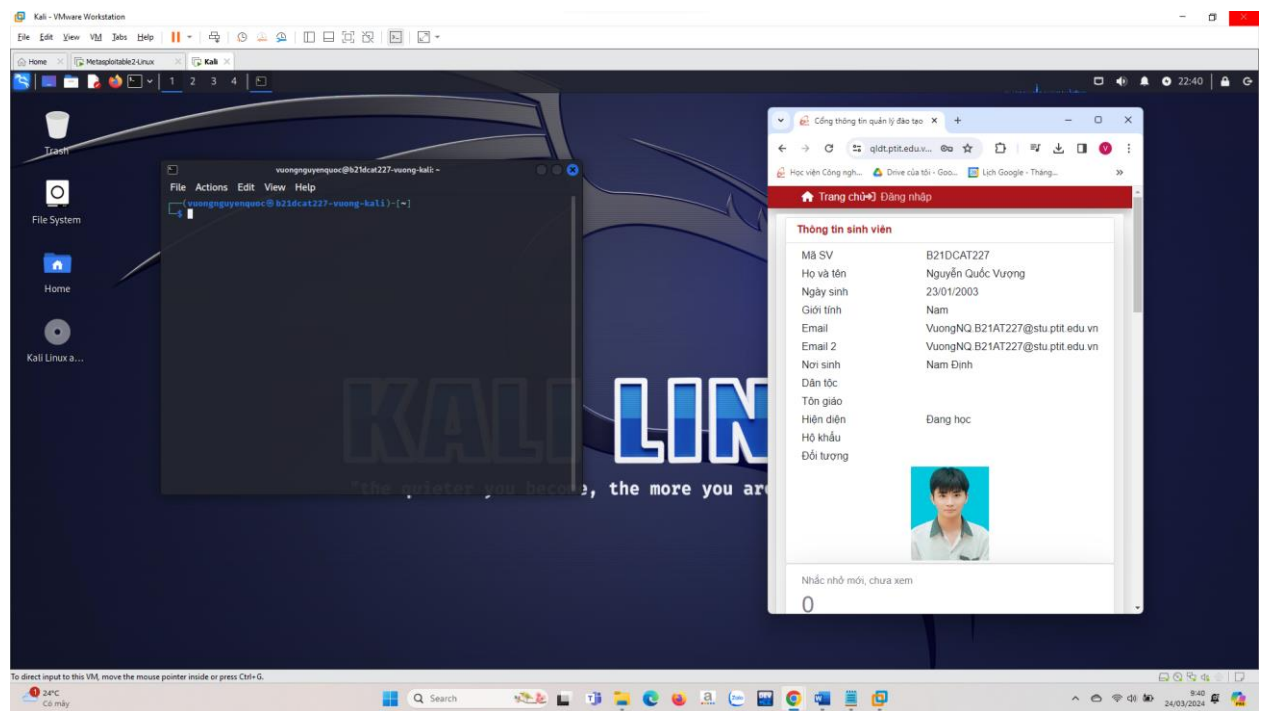 Kali - VMware Workstation
File Edit View VM Tabs Help
Home Metasploitable2-Linux Kali
1 2 3 4 22:40
Trash
File System
Home
Kali Linux a...
vuongnguyenquoc@b21dcat227-vuong-kali: ~
File Actions Edit View Help
(vuongnguyenquoc㉿b21dcat227-vuong-kali)-[~]
$
KALI LIN
"the quieter you become, the more you are
Cổng thông tin quản lý đào tạo
qldt.ptit.edu.v...
V
Học viện Công ngh... Drive của tôi - Goo... Lịch Google - Tháng...
Trang chủ Đăng nhập
Thông tin sinh viên
Mã SV B21DCAT227
Họ và tên Nguyễn Quốc Vượng
Ngày sinh 23/01/2003
Giới tính Nam
Email VuongNQ.B21AT227@stu.ptit.edu.vn
Email 2 VuongNQ.B21AT227@stu.ptit.edu.vn
Nơi sinh Nam Định
Dân tộc
Tôn giáo
Hiện diện Đang học
Hộ khẩu
Đối tượng
Nhắc nhở mới, chưa xem
0
To direct input to this VM, move the mouse pointer inside or press Ctrl+G.
1
24°C
Có mây
Search
9:40
24/03/2024